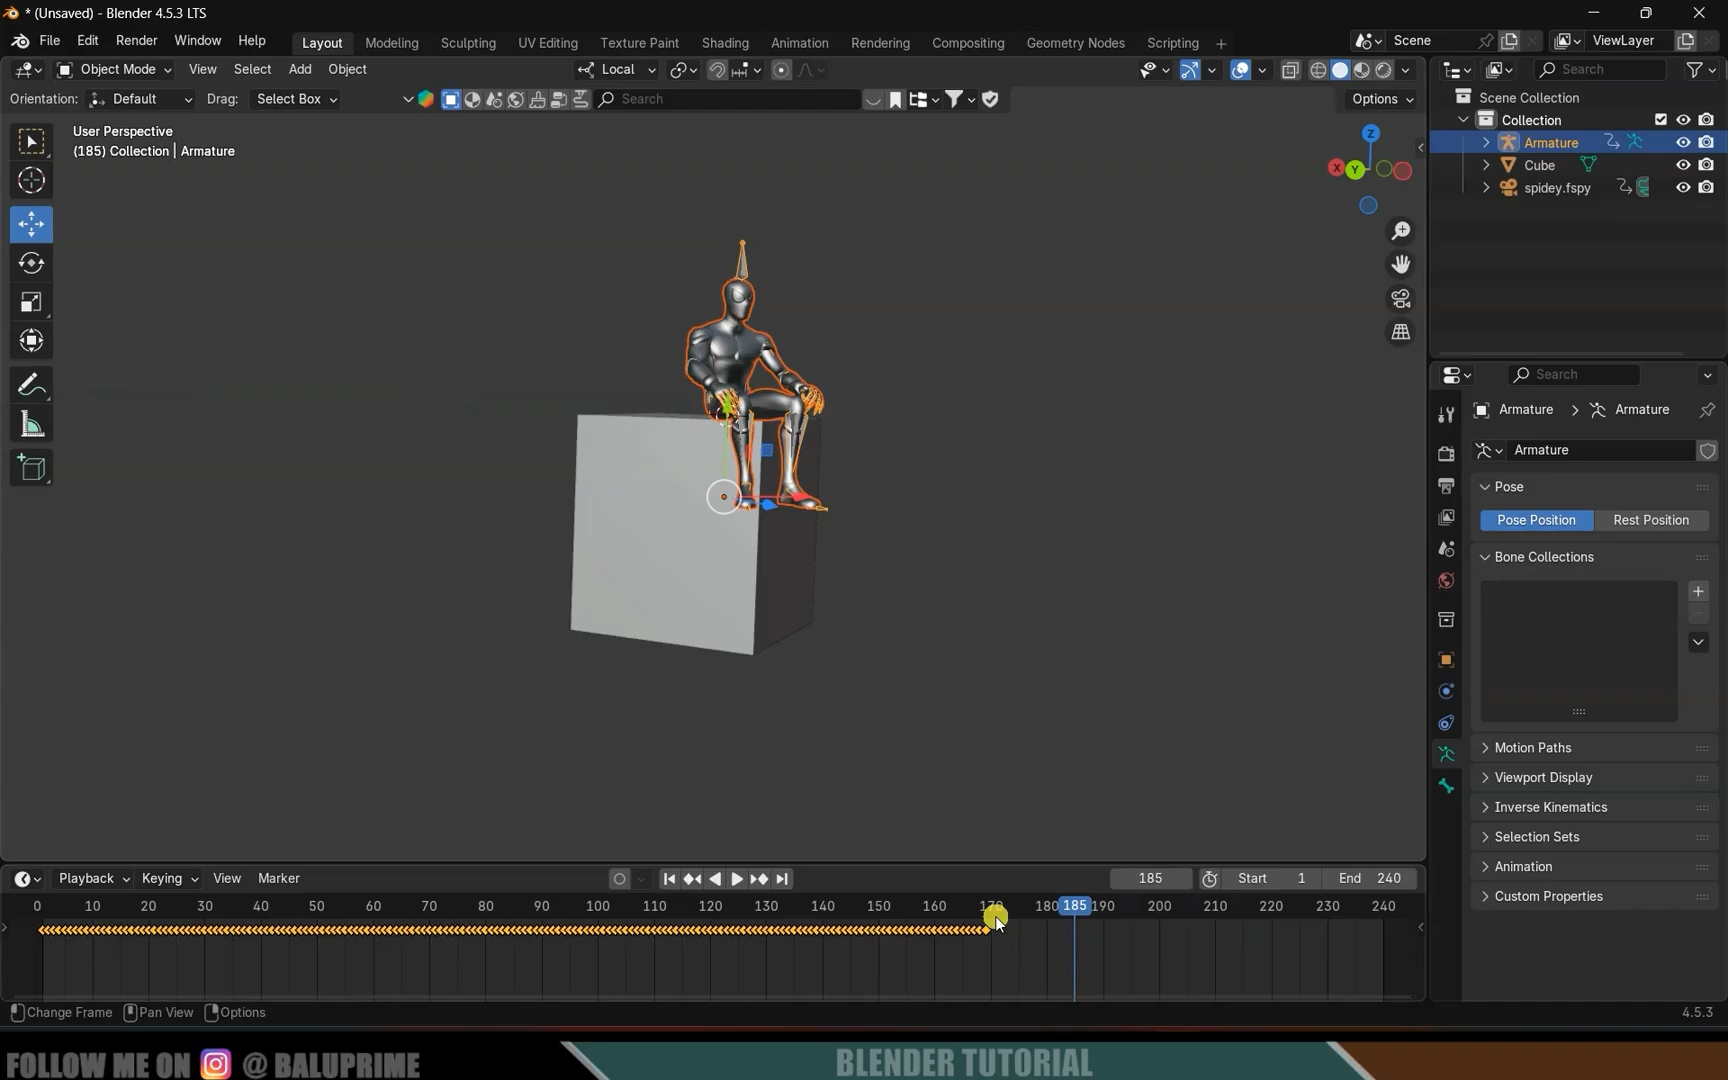 * (Unsaved) - Blender 4.5.3 LTS
File Edit Render Window Help Layout Modeling Sculpting UV Editing Texture Paint Shading Animation Rendering Compositing Geometry Nodes Scripting + Scene ViewLayer
Object Mode View Select Add Object Local Search
Orientation: Default Drag: Select Box Search Options
User Perspective
(185) Collection | Armature
Z
X Y
Scene Collection
Collection
Armature
Cube
spidey.fspy
Search
Armature > Armature
Armature
Pose
Pose Position Rest Position
Bone Collections
Motion Paths
Viewport Display
Inverse Kinematics
Selection Sets
Animation
Custom Properties
Playback Keying View Marker 185 Start 1 End 240
0 10 20 30 40 50 60 70 80 90 100 110 120 130 140 150 160 170 180 185 190 200 210 220 230 240
Change Frame Pan View Options 4.5.3
FOLLOW ME ON @ BALUPRIME BLENDER TUTORIAL